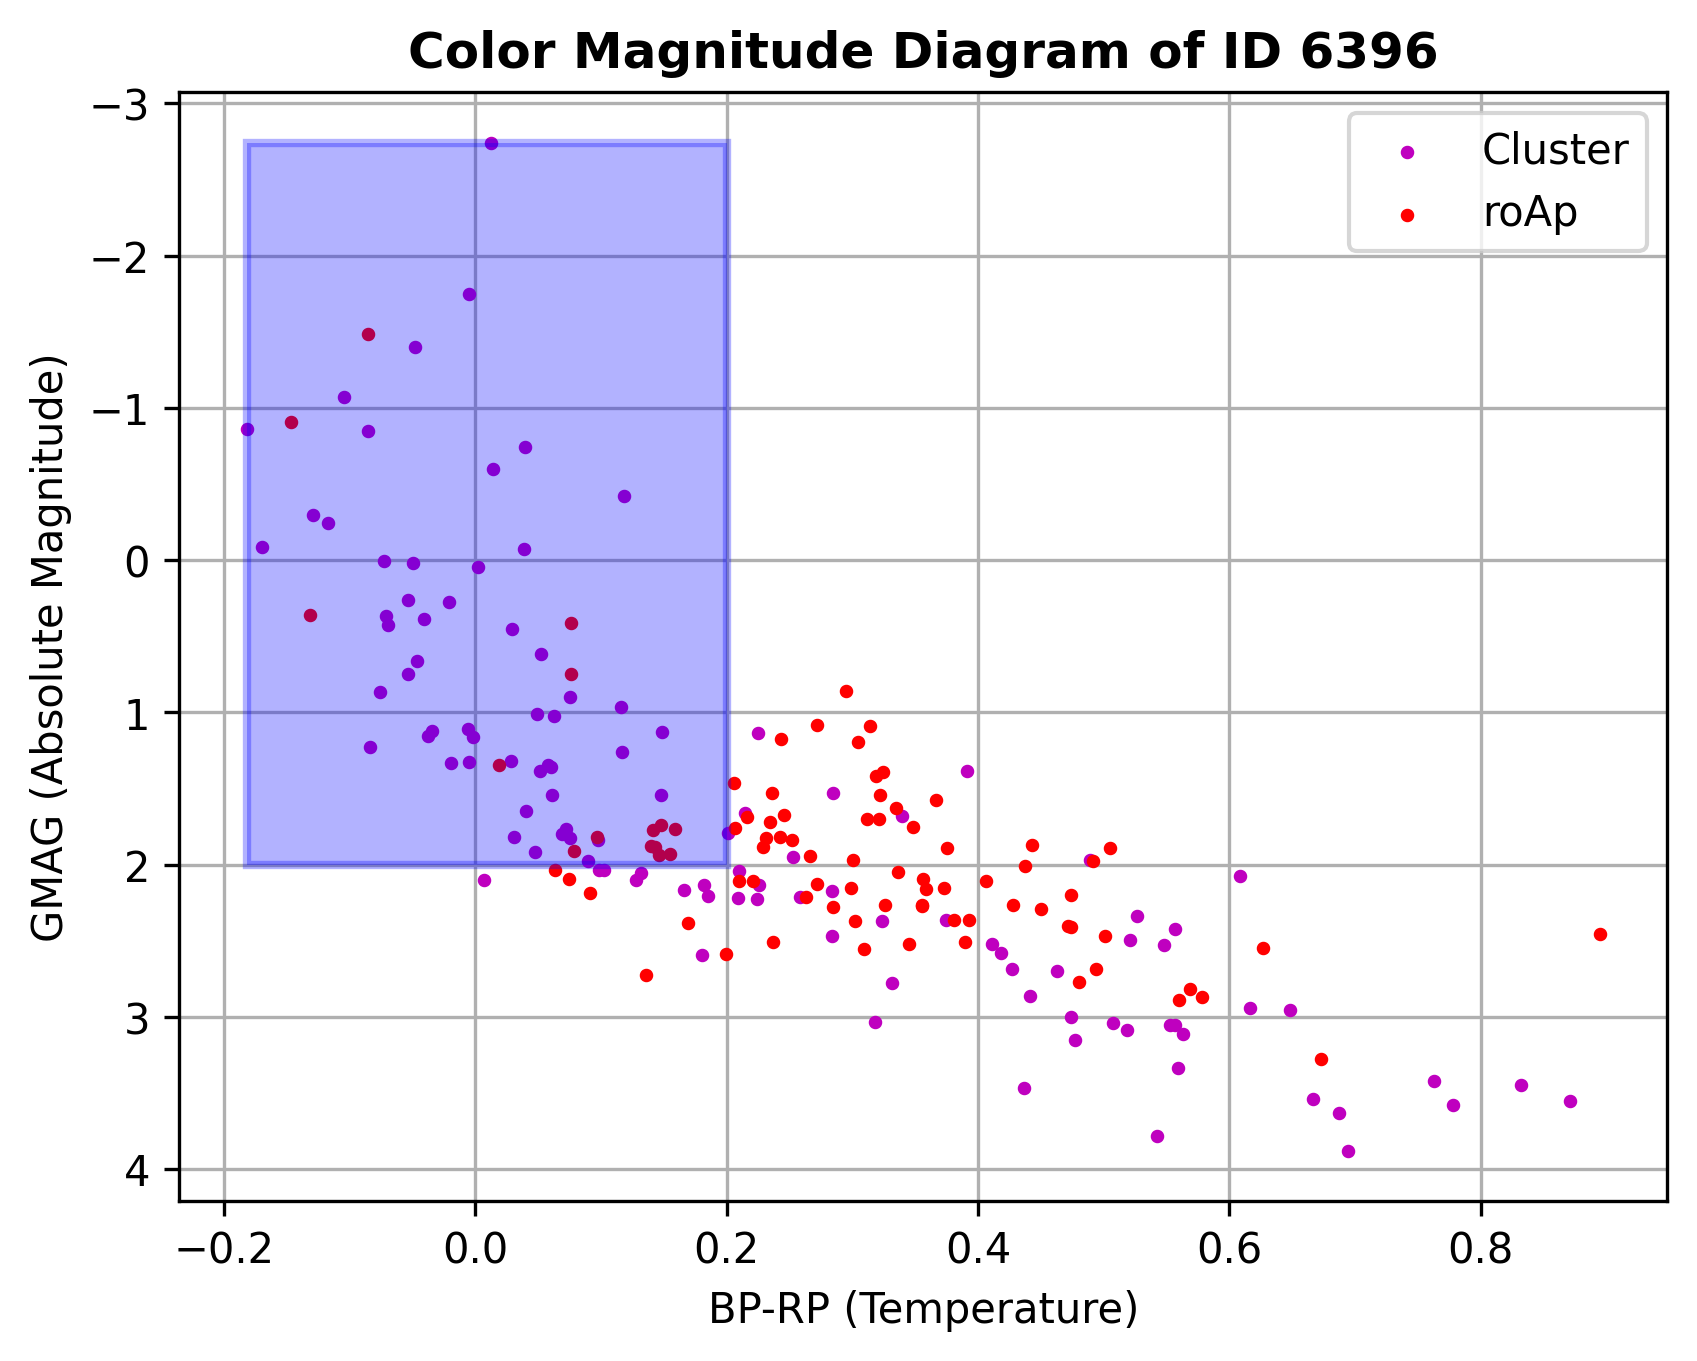 Color Magnitude Diagram of ID 6396
Cluster
roAp
GMAG (Absolute Magnitude)
−3
−2
−1
0
1
2
3
4
−0.2 0.0 0.2 0.4 0.6 0.8
BP-RP (Temperature)